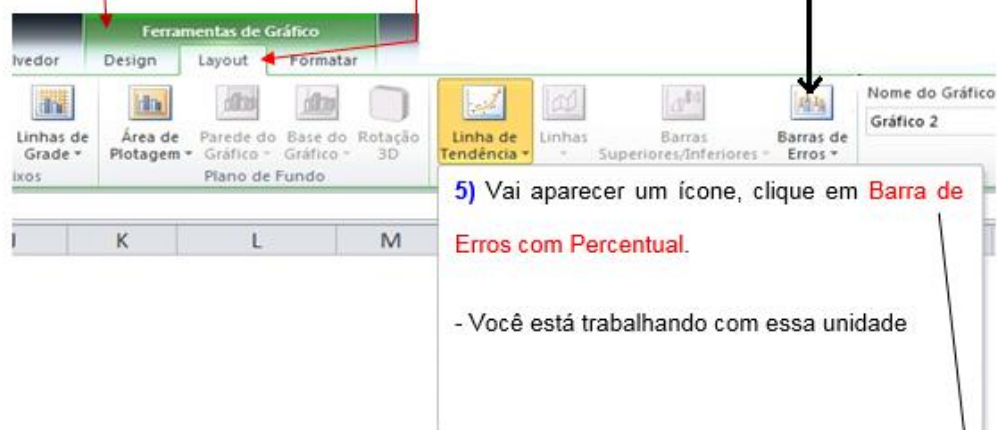 Ferramentas de Gráfico
lvedor Design Layout Formatar
Linhas de Grade
Área de Plotagem
Parede do Gráfico
Base do Gráfico
Rotação 3D
Linha de Tendência
Linhas
Barras Superiores/Inferiores
Barras de Erros
Nome do Gráfico
Gráfico 2
ixos
Plano de Fundo
5) Vai aparecer um ícone, clique em Barra de
Erros com Percentual.
K L M
- Você está trabalhando com essa unidade